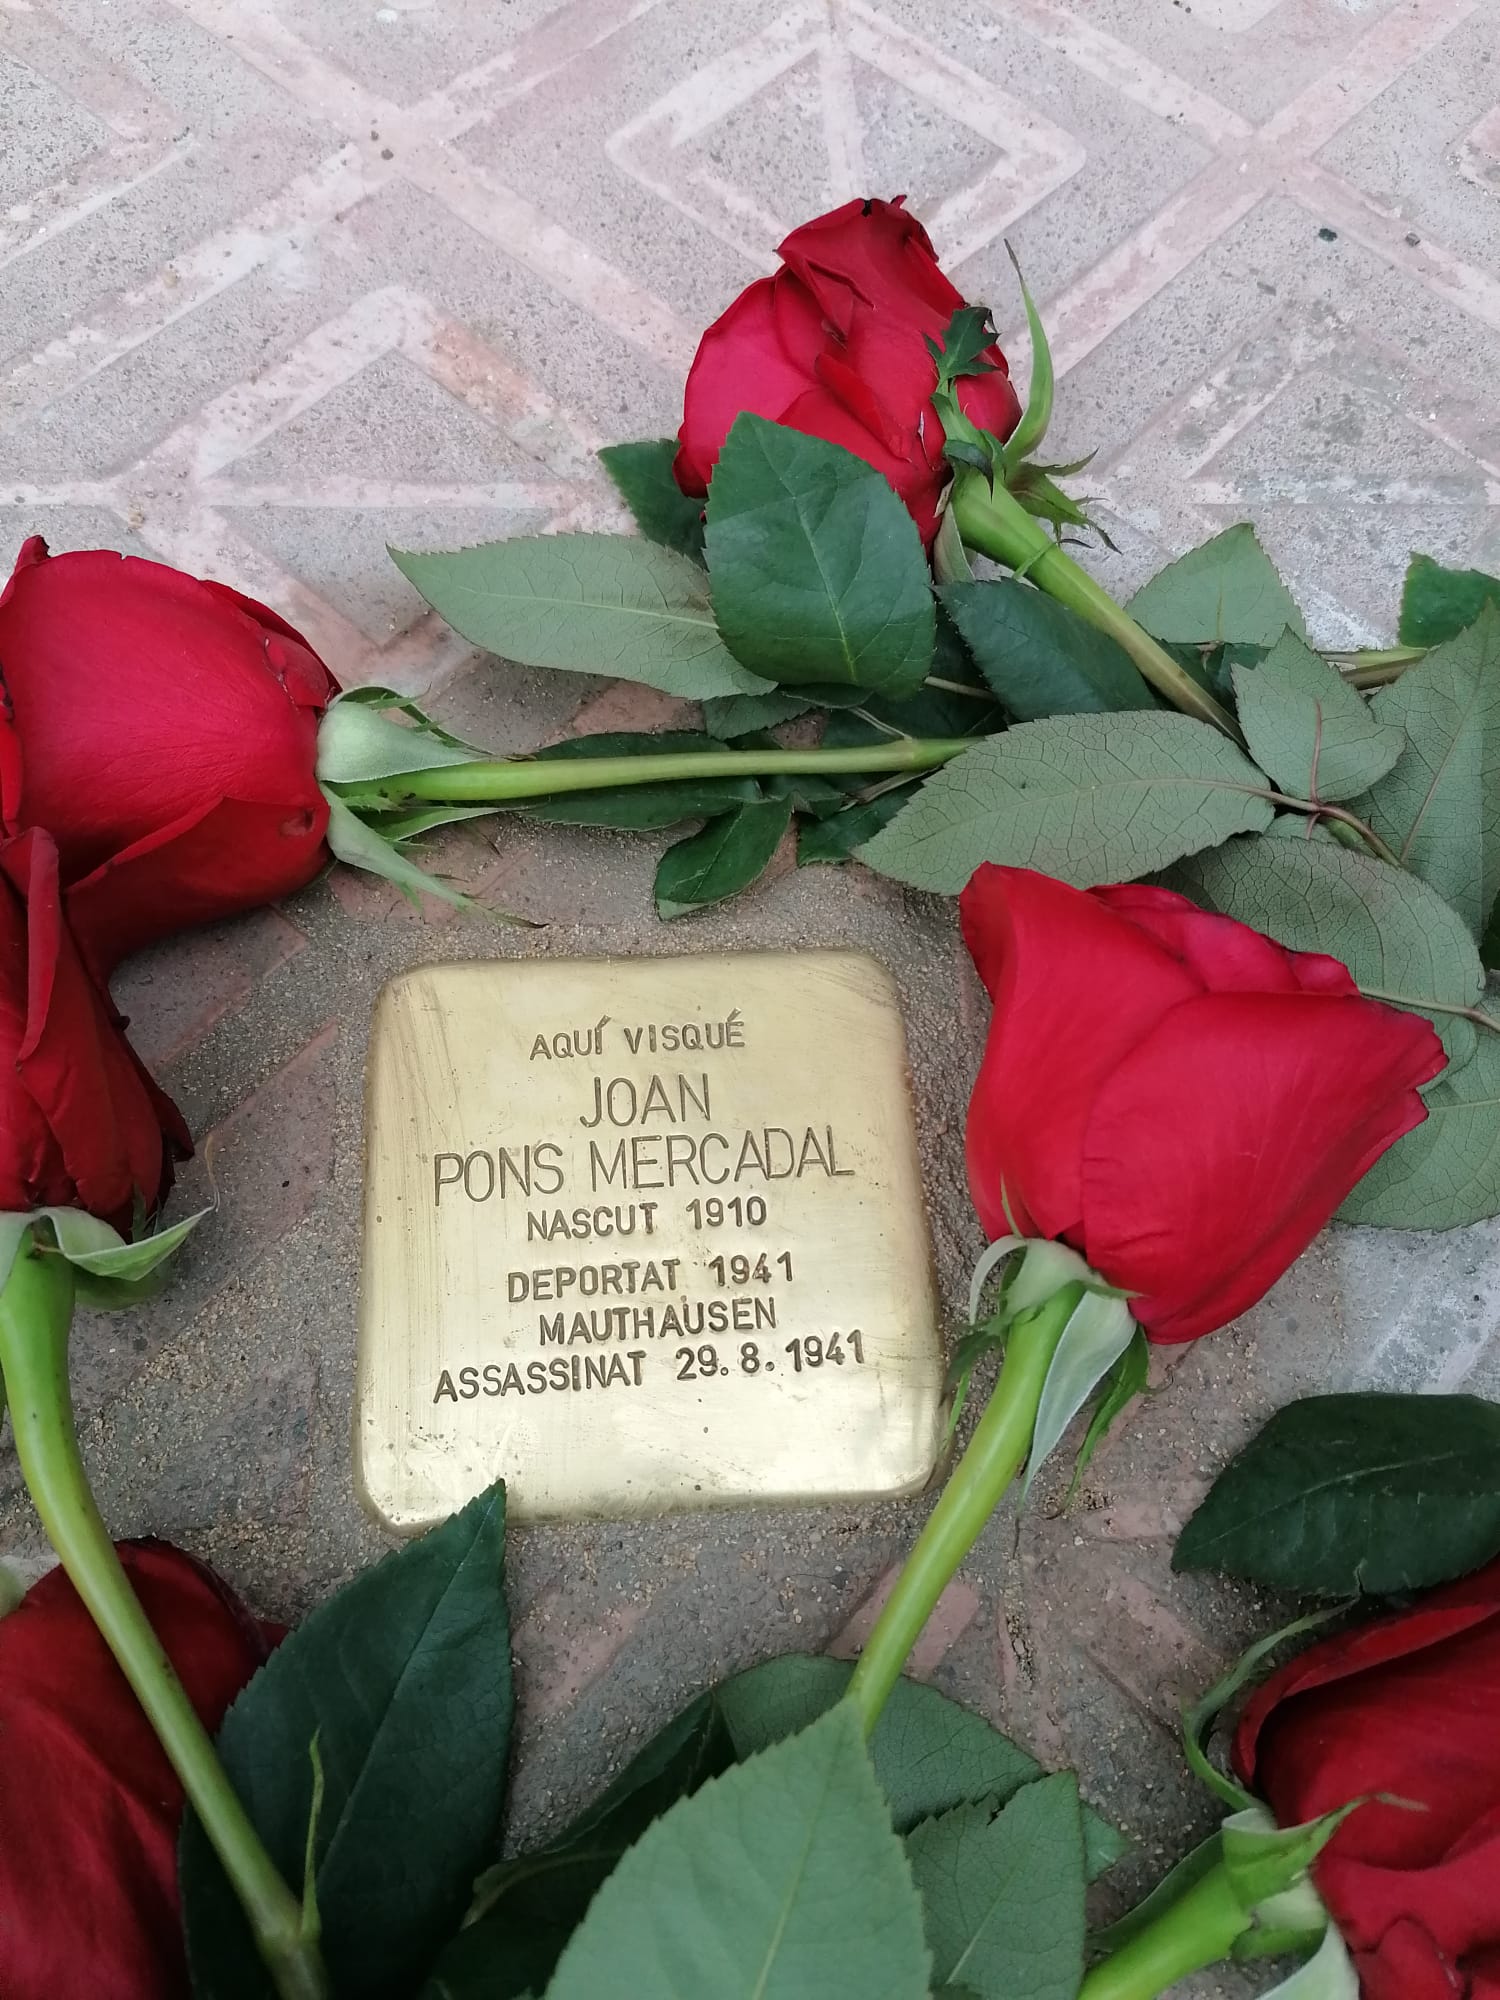 AQUÍ VISQUÉ
JOAN
PONS MERCADAL
NASCUT 1910
DEPORTAT 1941
MAUTHAUSEN
ASSASSINAT 29.8.1941